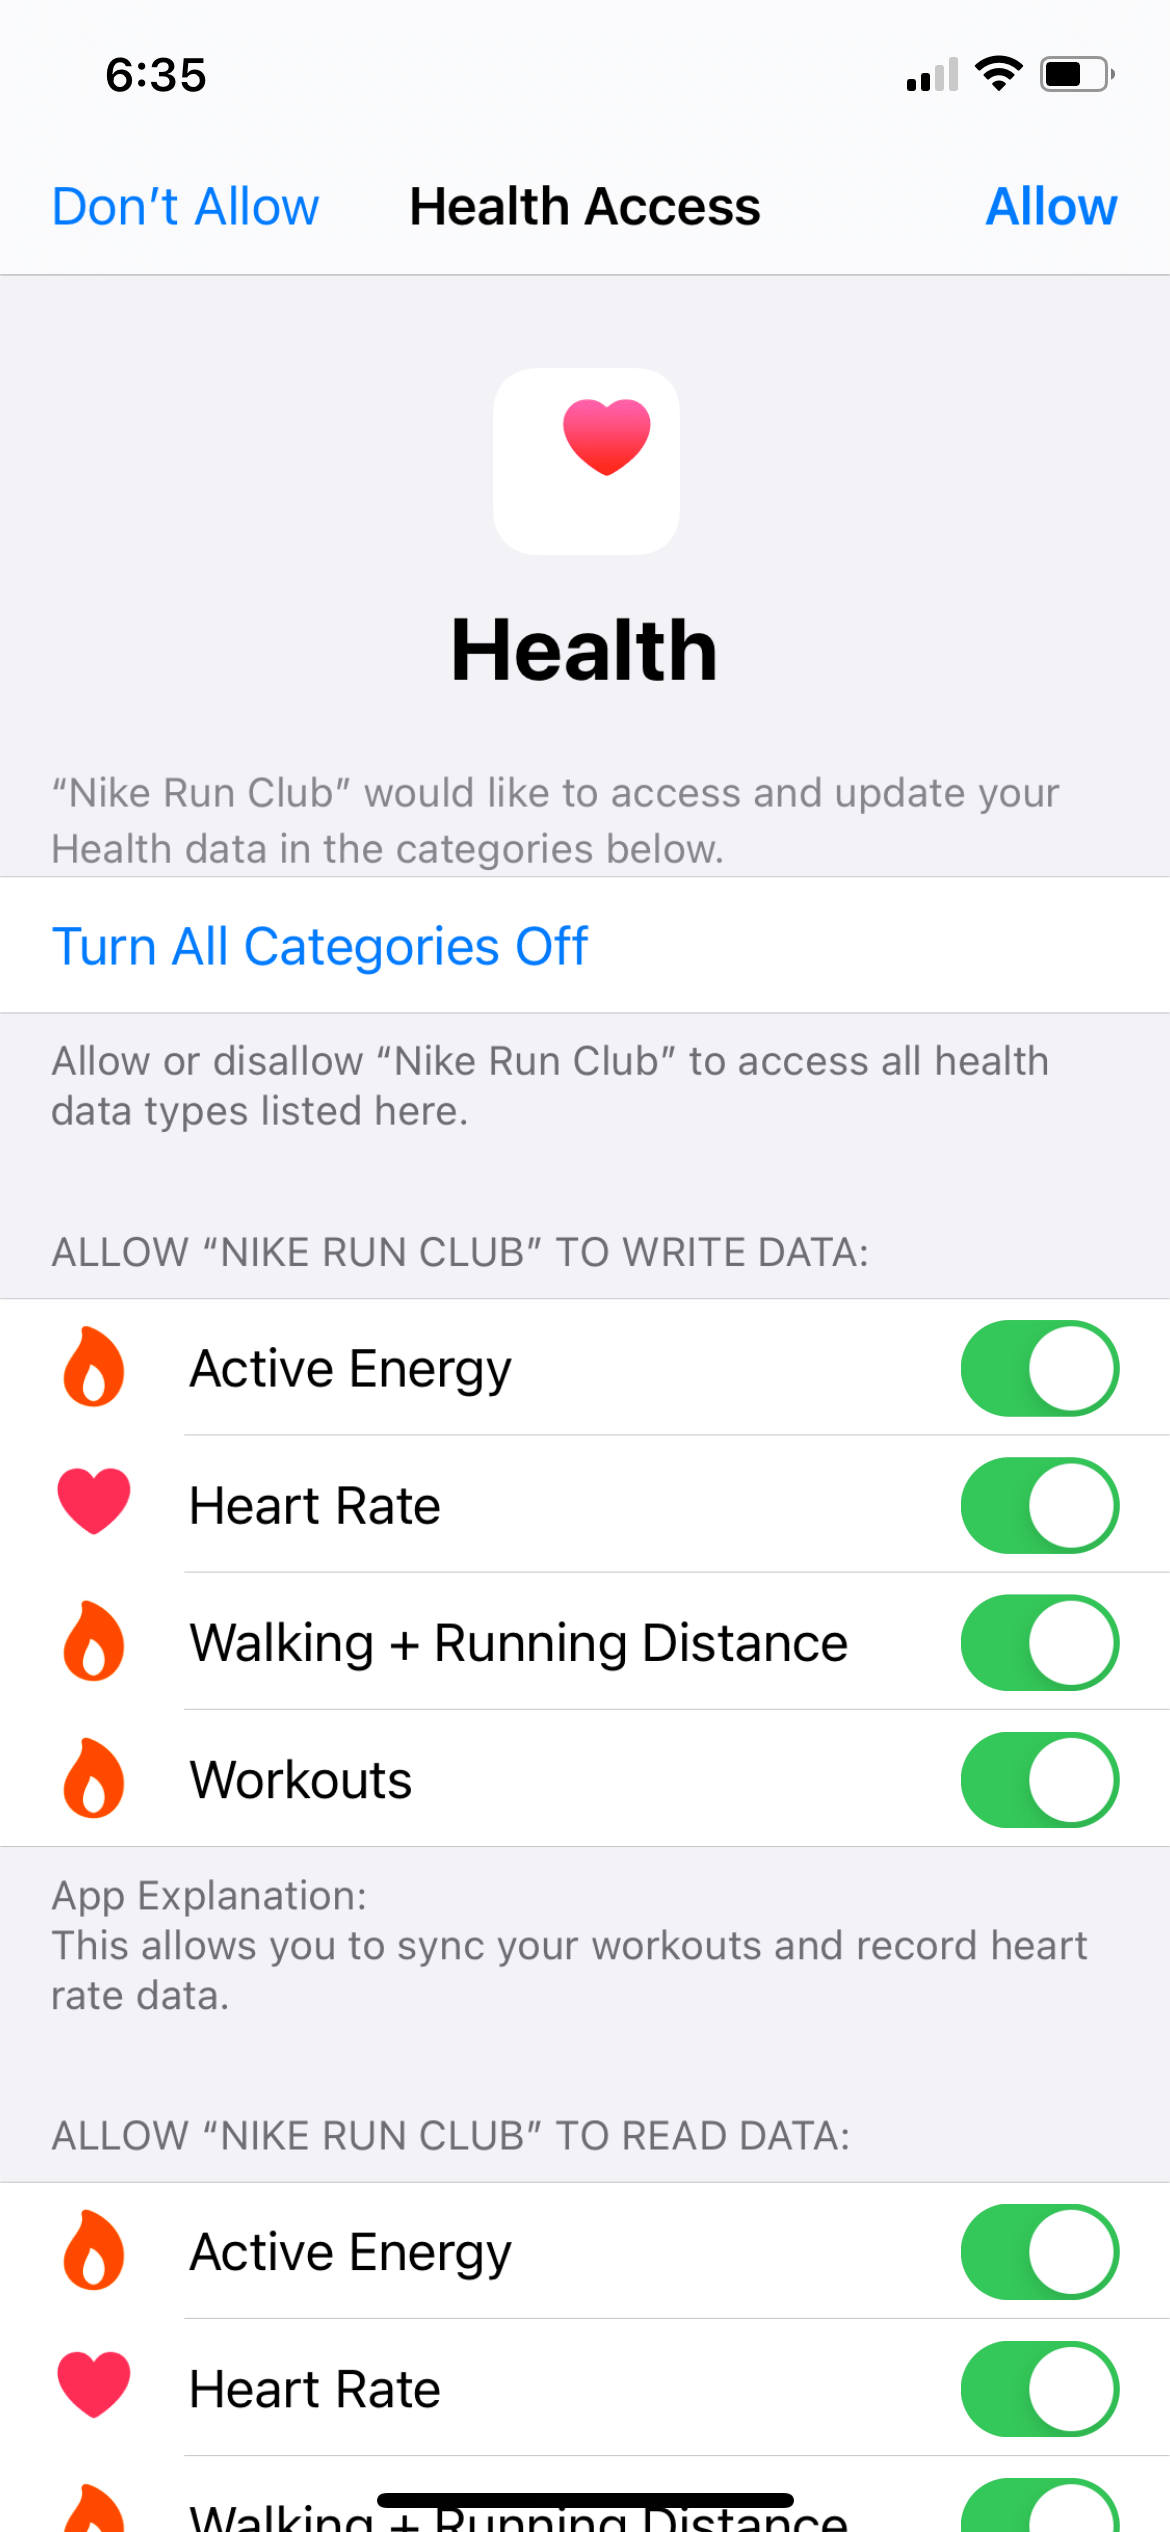 6:35
Don’t Allow
Health Access
Allow
Health
“Nike Run Club” would like to access and update your
Health data in the categories below.
Turn All Categories Off
Allow or disallow “Nike Run Club” to access all health
data types listed here.
ALLOW “NIKE RUN CLUB” TO WRITE DATA:
Active Energy
Heart Rate
Walking + Running Distance
Workouts
App Explanation:
This allows you to sync your workouts and record heart
rate data.
ALLOW “NIKE RUN CLUB” TO READ DATA:
Active Energy
Heart Rate
Walking + Running Distance